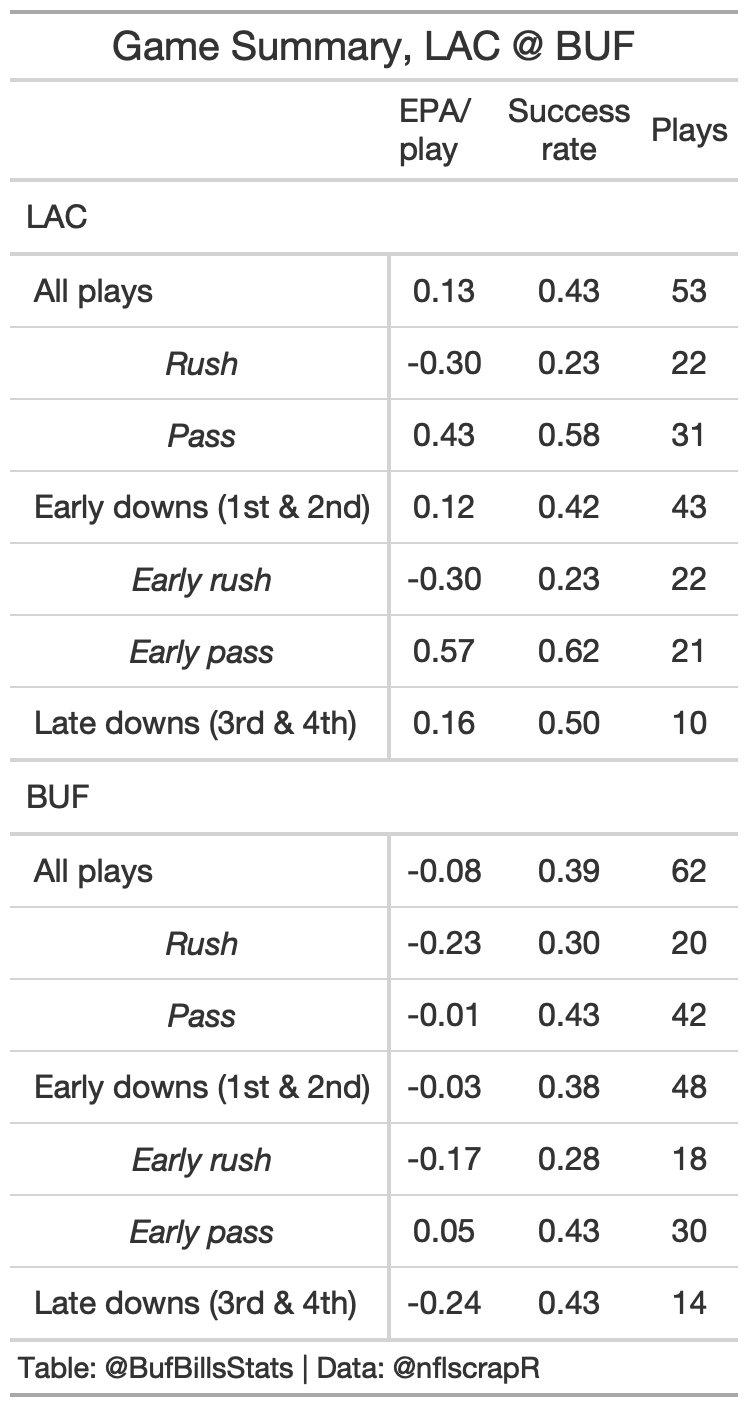 Game Summary, LAC @ BUF
EPA/ play Success rate Plays
LAC
All plays 0.13 0.43 53
Rush -0.30 0.23 22
Pass 0.43 0.58 31
Early downs (1st & 2nd) 0.12 0.42 43
Early rush -0.30 0.23 22
Early pass 0.57 0.62 21
Late downs (3rd & 4th) 0.16 0.50 10
BUF
All plays -0.08 0.39 62
Rush -0.23 0.30 20
Pass -0.01 0.43 42
Early downs (1st & 2nd) -0.03 0.38 48
Early rush -0.17 0.28 18
Early pass 0.05 0.43 30
Late downs (3rd & 4th) -0.24 0.43 14
Table: @BufBillsStats | Data: @nflscrapR